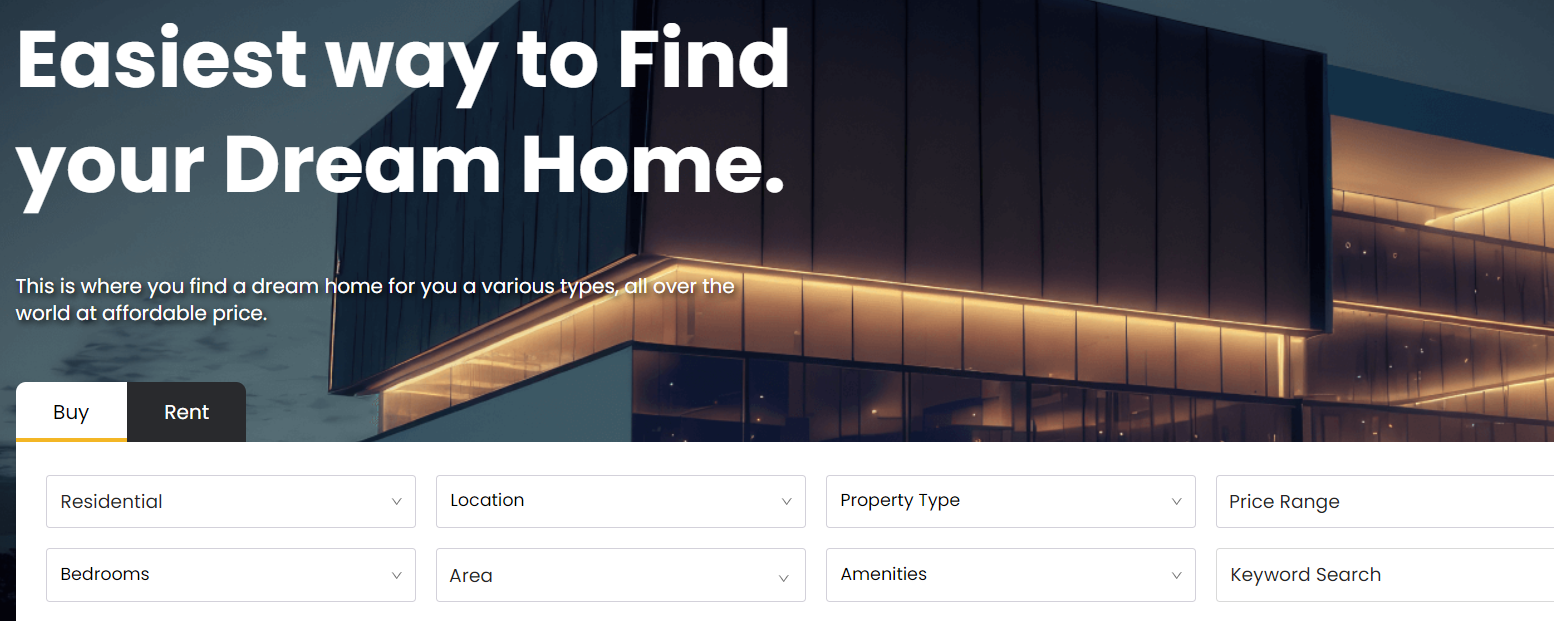 Easiest way to Find
your Dream Home.
This is where you find a dream home for you a various types, all over the
world at affordable price.
Buy Rent
Residential Location Property Type Price Range
Bedrooms Area Amenities Keyword Search